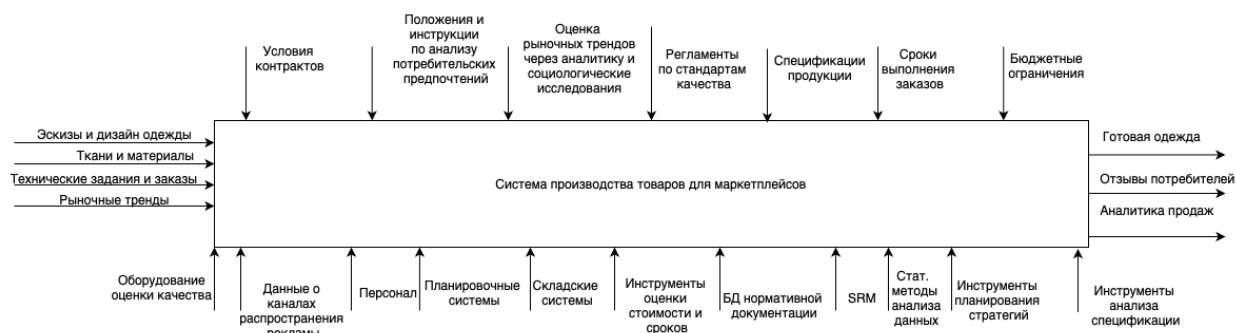 Условия
контрактов
Положения и
инструкции
по анализу
потребительских
предпочтений
Оценка
рыночных трендов
через аналитику и
социологические
исследования
Регламенты
по стандартам
качества
Спецификации
продукции
Сроки
выполнения
заказов
Бюджетные
ограничения
Эскизы и дизайн одежды
Ткани и материалы
Технические задания и заказы
Рыночные тренды
Система производства товаров для маркетплейсов
Готовая одежда
Отзывы потребителей
Аналитика продаж
Оборудование
оценки качества
Данные о
каналах
распространения
рекламы
Персонал
Планировочные
системы
Складские
системы
Инструменты
оценки
стоимости и
сроков
БД нормативной
документации
SRM
Стат.
методы
анализа
данных
Инструменты
планирования
стратегий
Инструменты
анализа
спецификации